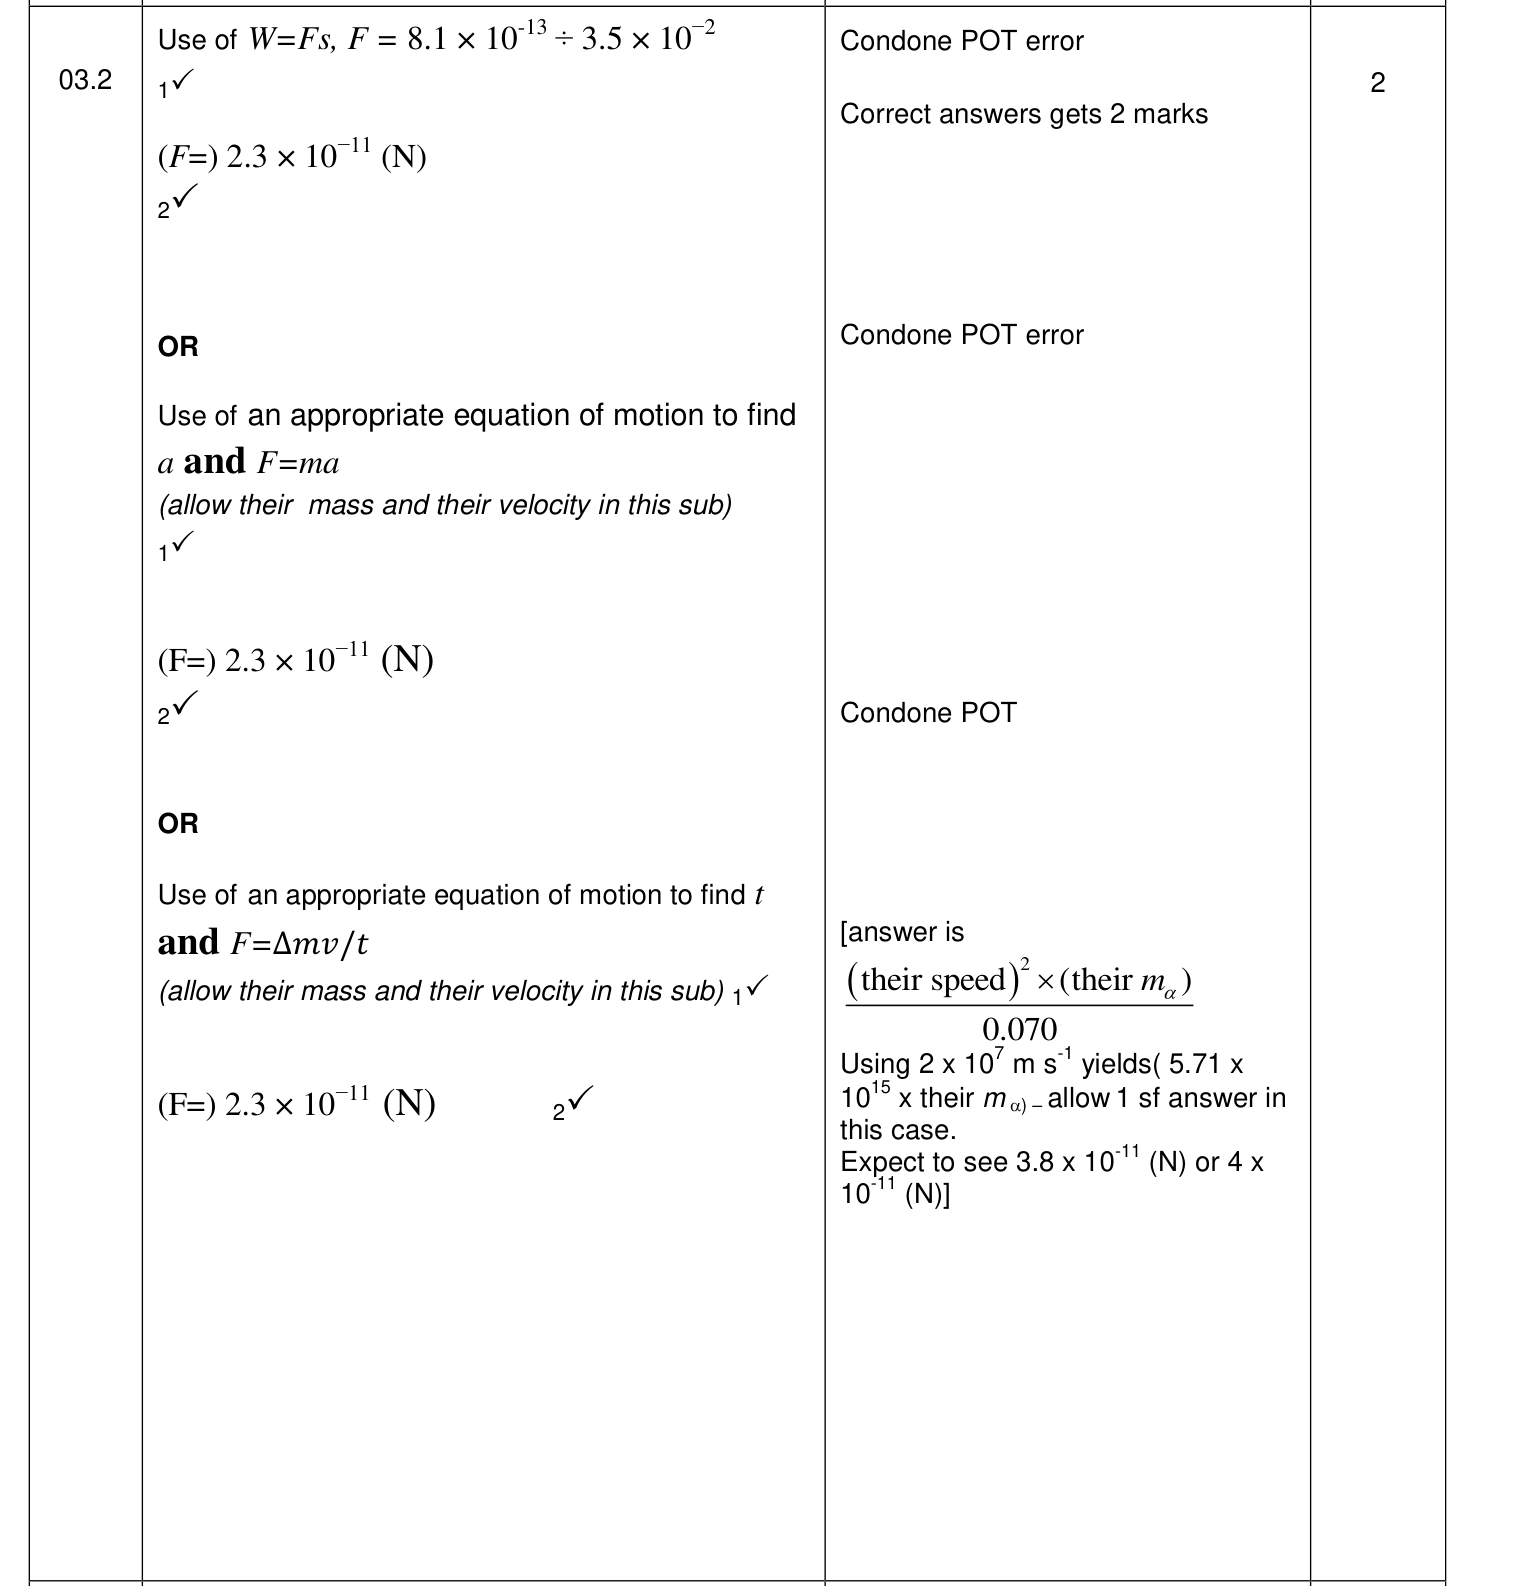 03.2
Use of W=Fs, F = 8.1 × 10⁻¹³ ÷ 3.5 × 10⁻²
₁✓
(F=) 2.3 × 10⁻¹¹ (N)
₂✓
OR
Use of an appropriate equation of motion to find
a and F=ma
(allow their mass and their velocity in this sub)
₁✓
(F=) 2.3 × 10⁻¹¹ (N)
₂✓
OR
Use of an appropriate equation of motion to find t
and F=Δmv/t
(allow their mass and their velocity in this sub) ₁✓
(F=) 2.3 × 10⁻¹¹ (N) ₂✓
Condone POT error
Correct answers gets 2 marks
Condone POT error
Condone POT
[answer is
(their speed)² × (their mα)
0.070
Using 2 x 10⁷ m s⁻¹ yields( 5.71 x
10¹⁵ x their m α) – allow 1 sf answer in
this case.
Expect to see 3.8 x 10⁻¹¹ (N) or 4 x
10⁻¹¹ (N)]
2